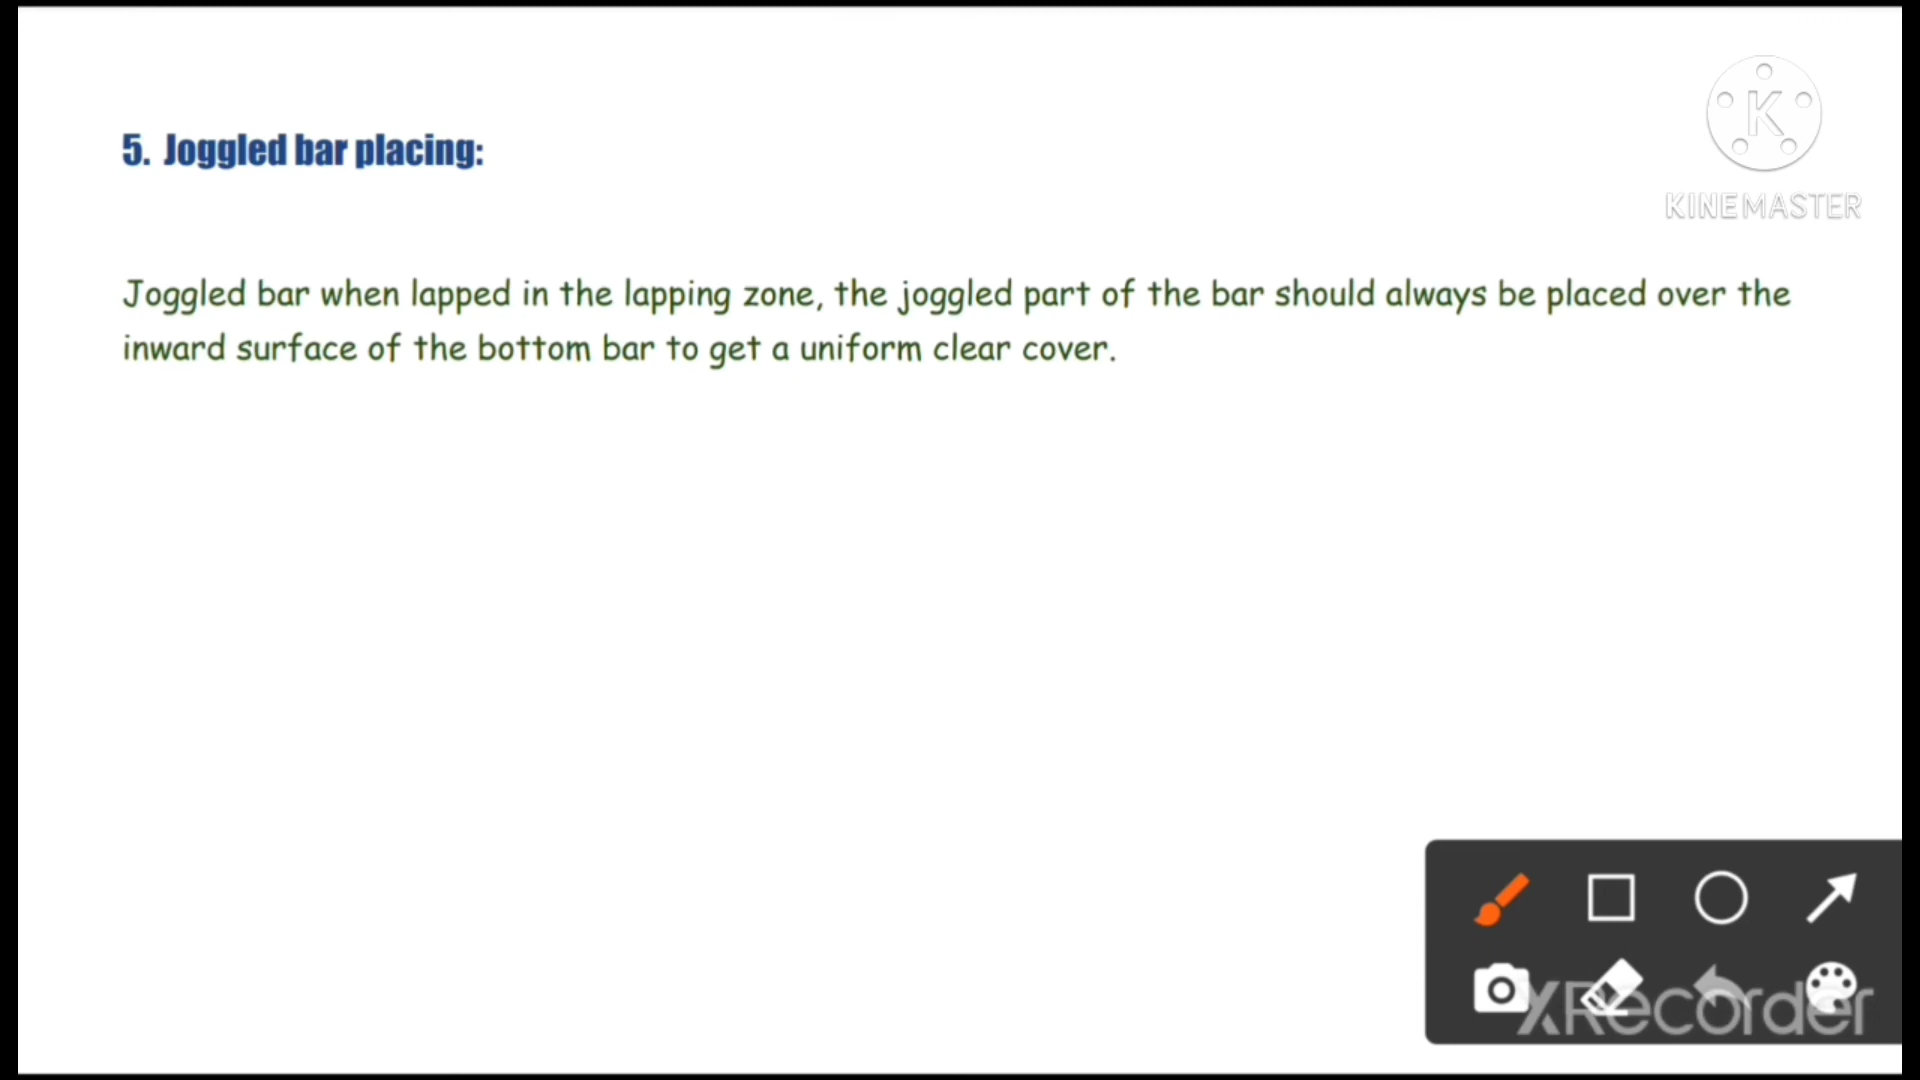 5. Joggled bar placing:
K
KINEMASTER
Joggled bar when lapped in the lapping zone, the joggled part of the bar should always be placed over the
inward surface of the bottom bar to get a uniform clear cover.
XRecorder